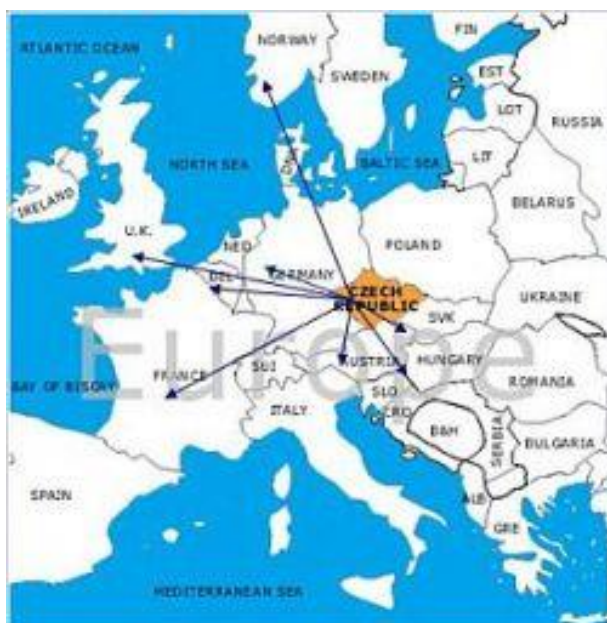 FIN
NORWAY
ATLANTIC OCEAN
SWEDEN
EST
LOT
RUSSIA
NORTH SEA
DN
BALTIC SEA
LIT
IRELAND
BELARUS
U.K.
NED
POLAND
BEL
GERMANY
CZECH
REPUBLIC
UKRAINE
SVK
Europe
FRANCE
SUI
AUSTRIA
HUNGARY
BAY OF BISCAY
ROMANIA
SLO
CRO
ITALY
B&H
SERBIA
BULGARIA
SPAIN
ALB
GRE
MEDITERRANEAN SEA